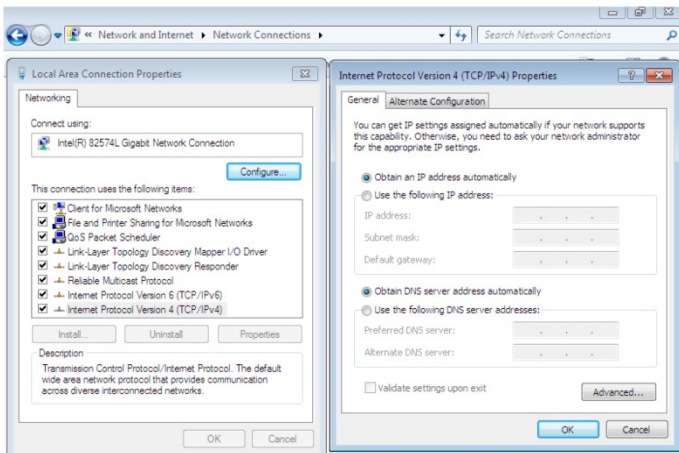 « Network and Internet ▸ Network Connections ▸
Search Network Connections
Local Area Connection Properties
Networking
Connect using:
Intel(R) 82574L Gigabit Network Connection
Configure...
This connection uses the following items:
Client for Microsoft Networks
File and Printer Sharing for Microsoft Networks
QoS Packet Scheduler
Link-Layer Topology Discovery Mapper I/O Driver
Link-Layer Topology Discovery Responder
Reliable Multicast Protocol
Internet Protocol Version 6 (TCP/IPv6)
Internet Protocol Version 4 (TCP/IPv4)
Install...
Uninstall
Properties
Description
Transmission Control Protocol/Internet Protocol. The default
wide area network protocol that provides communication
across diverse interconnected networks.
OK
Cancel
Internet Protocol Version 4 (TCP/IPv4) Properties
General
Alternate Configuration
You can get IP settings assigned automatically if your network supports
this capability. Otherwise, you need to ask your network administrator
for the appropriate IP settings.
Obtain an IP address automatically
Use the following IP address:
IP address:
Subnet mask:
Default gateway:
Obtain DNS server address automatically
Use the following DNS server addresses:
Preferred DNS server:
Alternate DNS server:
Validate settings upon exit
Advanced...
OK
Cancel